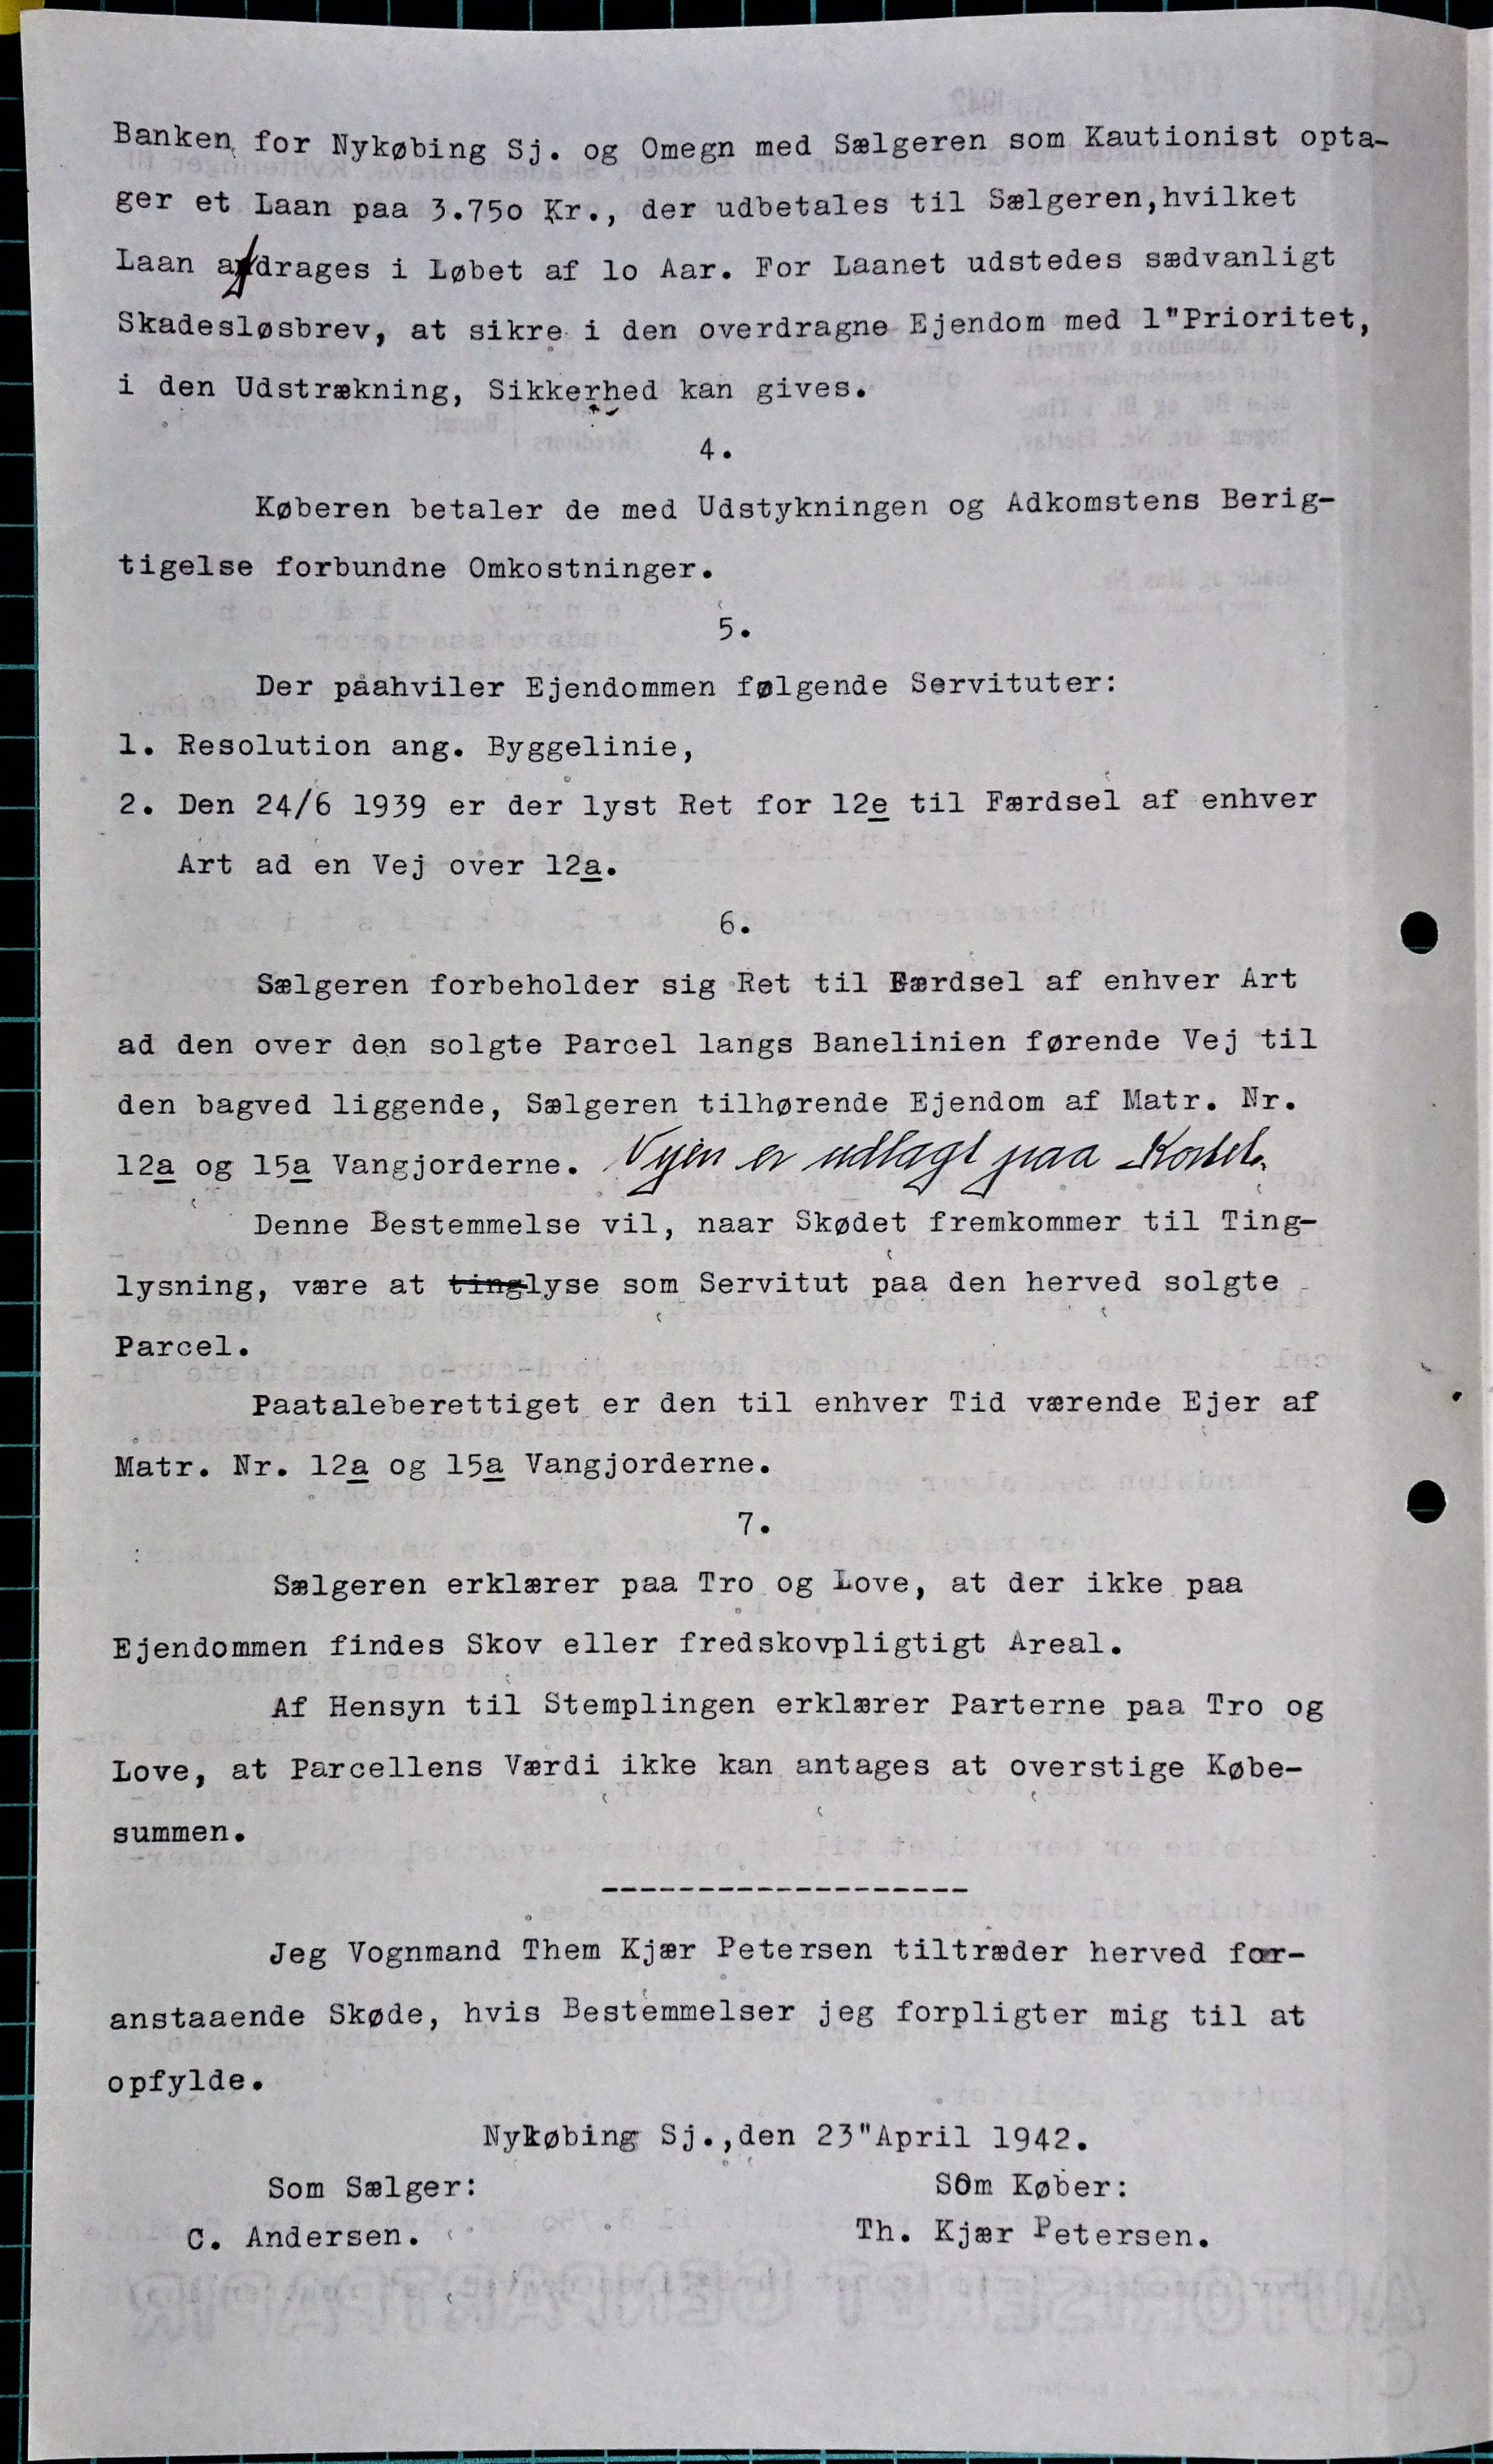 Banken for Nykøbing Sj. og Omegn med Sælgeren som Kautionist opta-
ger et Laan paa 3.75o Kr., der udbetales til Sælgeren,hvilket
Laan afdrages i Løbet af lo Aar. For Laanet udstedes sædvanligt
Skadesløsbrev, at sikre i den overdragne Ejendom med 1"Prioritet,
i den Udstrækning, Sikkerhed kan gives.
4.
Køberen betaler de med Udstykningen og Adkomstens Berig-
tigelse forbundne Omkostninger.
5.
Der paahviler Ejendommen følgende Servituter:
1. Resolution ang. Byggelinie,
2. Den 24/6 1939 er der lyst Ret for 12e til Færdsel af enhver
Art ad en Vej over 12a.
6.
Sælgeren forbeholder sig Ret til Færdsel af enhver Art
ad den over den solgte Parcel langs Banelinien førende Vej til
den bagved liggende, Sælgeren tilhørende Ejendom af Matr. Nr.
12a og 15a Vangjorderne. Vejen er udlagt paa Kortet.
Denne Bestemmelse vil, naar Skødet fremkommer til Ting-
lysning, være at tinglyse som Servitut paa den herved solgte
Parcel.
Paataleberettiget er den til enhver Tid værende Ejer af
Matr. Nr. 12a og 15a Vangjorderne.
7.
Sælgeren erklærer paa Tro og Love, at der ikke paa
Ejendommen findes Skov eller fredskovpligtigt Areal.
Af Hensyn til Stemplingen erklærer Parterne paa Tro og
Love, at Parcellens Værdi ikke kan antages at overstige Købe-
summen.
-------------------
Jeg Vognmand Them Kjær Petersen tiltræder herved for-
anstaaende Skøde, hvis Bestemmelser jeg forpligter mig til at
opfylde.
Nykøbing Sj.,den 23"April 1942.
Som Sælger: SOm Køber:
C. Andersen. Th. Kjær Petersen.